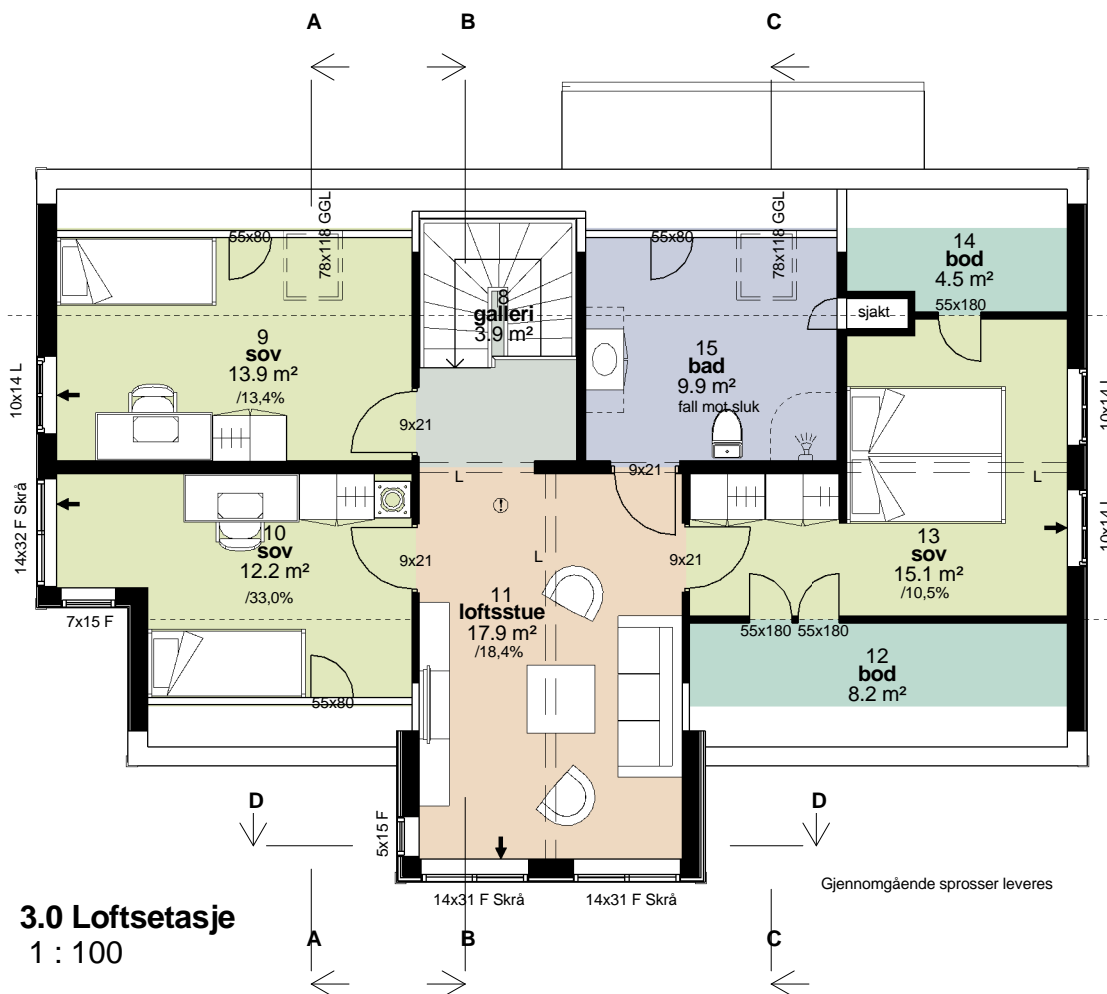 A
B
C
78x118 GGL
78x118 GGL
55x80
55x80
14
bod
4.5 m²
55x180
sjakt
8
galleri
3.9 m²
9
sov
13.9 m²
/13,4%
15
bad
9.9 m²
fall mot sluk
10x14 L
10x14 L
9x21
9x21
L
L
14x32 F Skrå
10
sov
12.2 m²
/33,0%
9x21
L
9x21
13
sov
15.1 m²
/10,5%
10x14 L
11
loftsstue
17.9 m²
/18,4%
7x15 F
55x180
55x180
12
bod
8.2 m²
55x80
D
D
5x15 F
14x31 F Skrå
14x31 F Skrå
Gjennomgående sprosser leveres
3.0 Loftsetasje
1 : 100
A
B
C